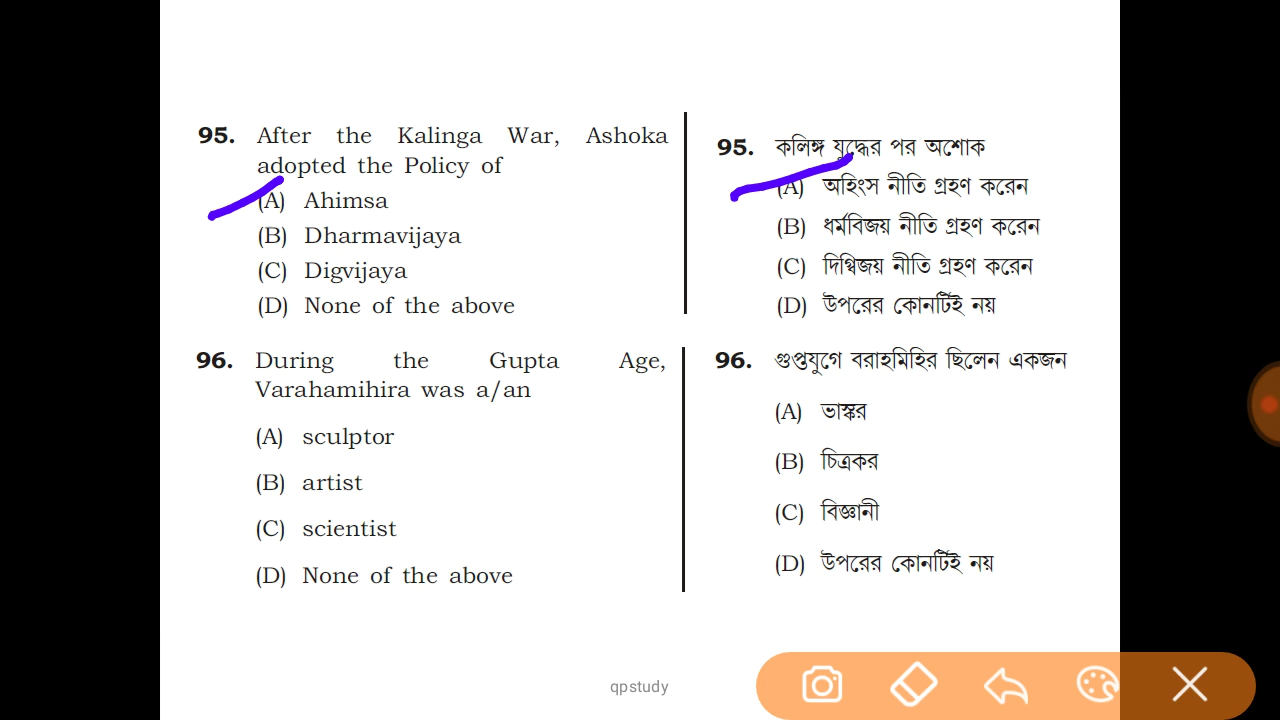 95. After the Kalinga War, Ashoka
adopted the Policy of
(A) Ahimsa
(B) Dharmavijaya
(C) Digvijaya
(D) None of the above
96. During the Gupta Age,
Varahamihira was a/an
(A) sculptor
(B) artist
(C) scientist
(D) None of the above
95. কলিঙ্গ যুদ্ধের পর অশোক
(A) অহিংস নীতি গ্রহণ করেন
(B) ধর্মবিজয় নীতি গ্রহণ করেন
(C) দিগ্বিজয় নীতি গ্রহণ করেন
(D) উপরের কোনটিই নয়
96. গুপ্তযুগে বরাহমিহির ছিলেন একজন
(A) ভাস্কর
(B) চিত্রকর
(C) বিজ্ঞানী
(D) উপরের কোনটিই নয়
qpstudy